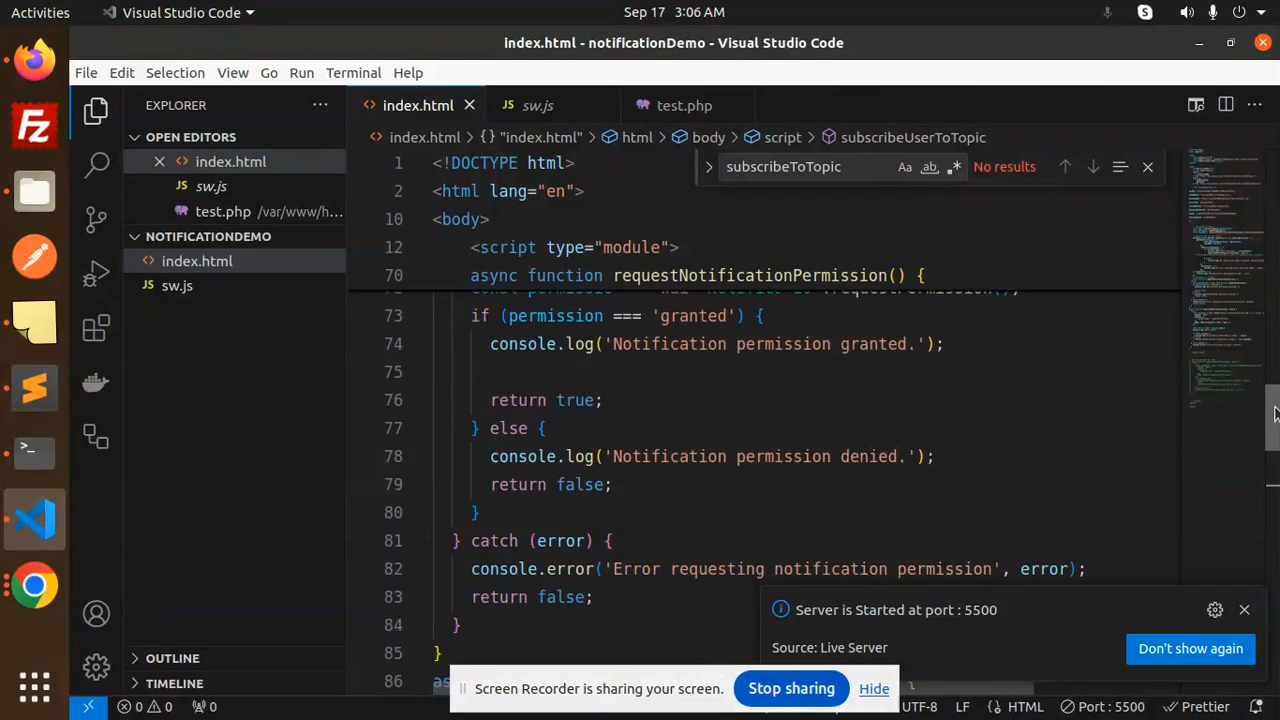 Activities
Visual Studio Code
Sep 17 3:06 AM
index.html - notificationDemo - Visual Studio Code
File Edit Selection View Go Run Terminal Help
EXPLORER
index.html
sw.js
test.php
OPEN EDITORS
index.html
sw.js
test.php /var/www/h...
NOTIFICATIONDEMO
index.html
sw.js
OUTLINE
TIMELINE
index.html > {} "index.html" > html > body > script > subscribeUserToTopic
subscribeToTopic Aa ab .* No results
1 <!DOCTYPE html>
2 <html lang="en">
10 <body>
12 <script type="module">
70 async function requestNotificationPermission() {
73 if (permission === 'granted') {
74 console.log('Notification permission granted.');
75
76 return true;
77 } else {
78 console.log('Notification permission denied.');
79 return false;
80 }
81 } catch (error) {
82 console.error('Error requesting notification permission', error);
83 return false;
84 }
85 }
86
Server is Started at port : 5500
Source: Live Server
Don't show again
Screen Recorder is sharing your screen.
Stop sharing
Hide
0 0 0
UTF-8 LF {} HTML Port : 5500 Prettier